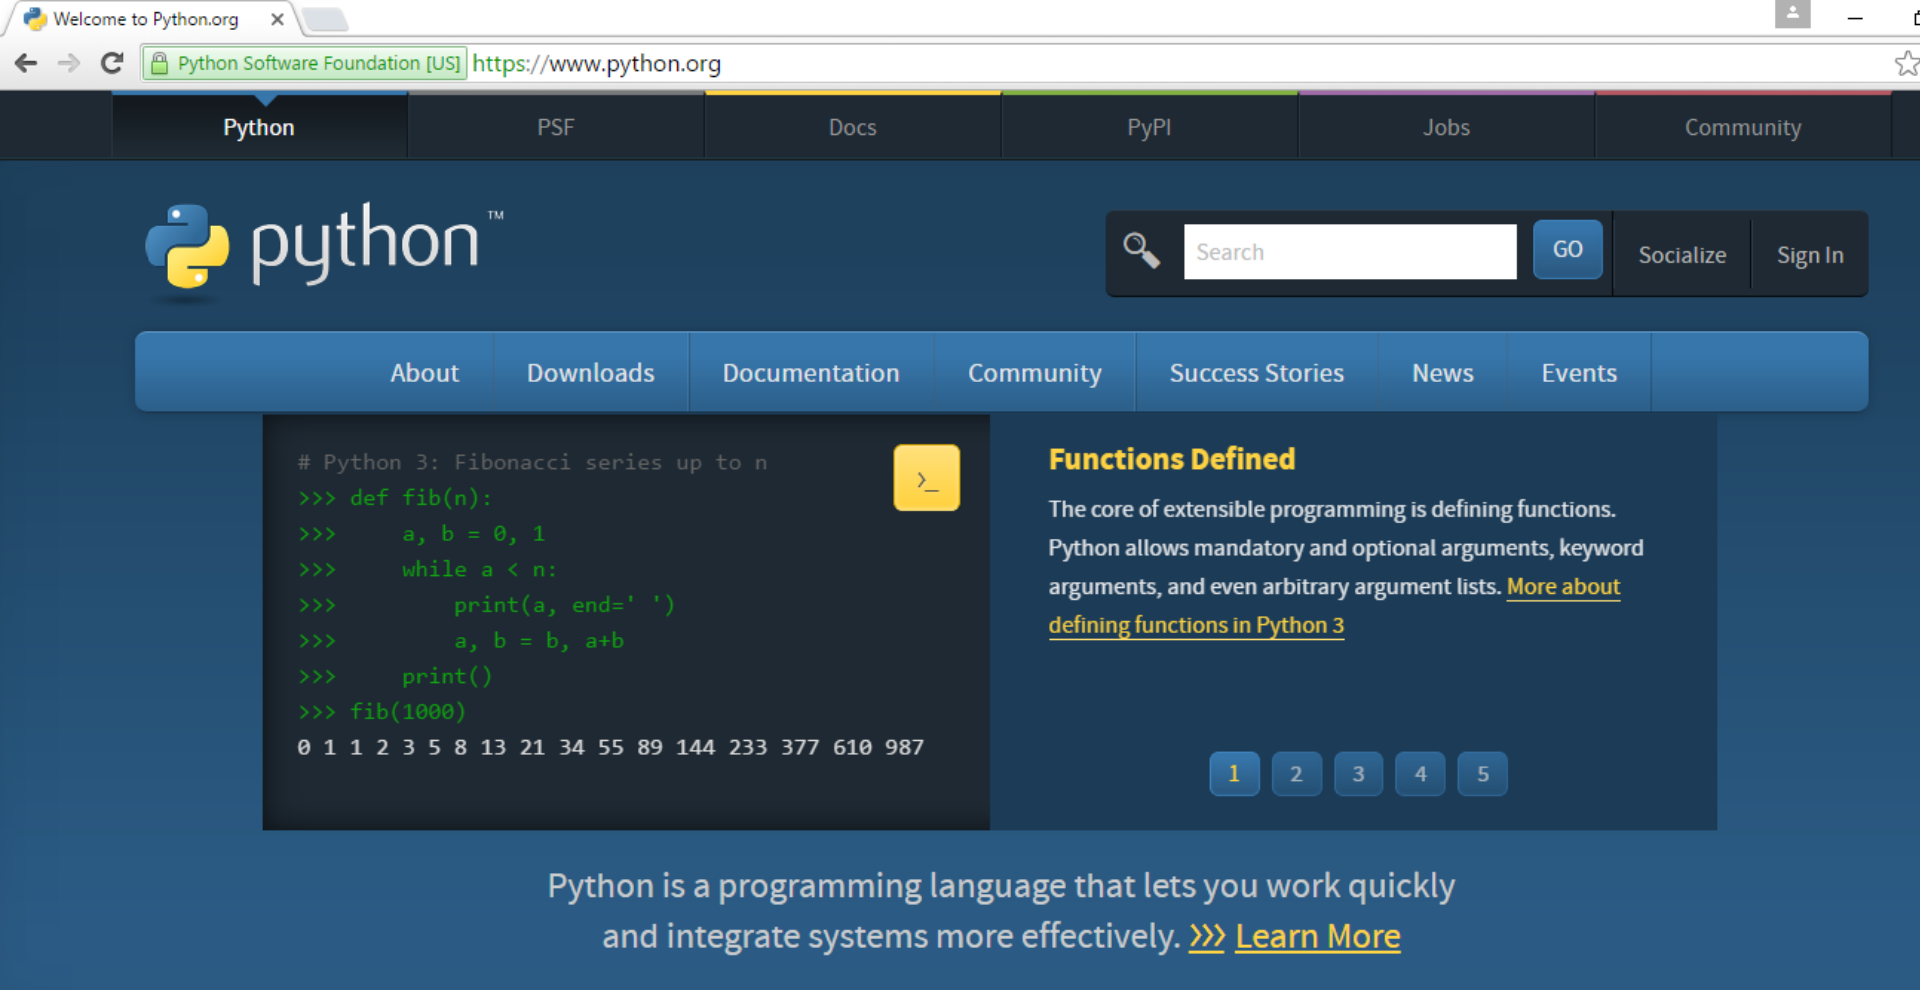 Welcome to Python.org
Python Software Foundation [US] https://www.python.org
Python PSF Docs PyPI Jobs Community
python™
Search GO Socialize Sign In
About Downloads Documentation Community Success Stories News Events
# Python 3: Fibonacci series up to n
>>> def fib(n):
>>>     a, b = 0, 1
>>>     while a < n:
>>>         print(a, end=' ')
>>>         a, b = b, a+b
>>>     print()
>>> fib(1000)
0 1 1 2 3 5 8 13 21 34 55 89 144 233 377 610 987
>_
Functions Defined
The core of extensible programming is defining functions.
Python allows mandatory and optional arguments, keyword
arguments, and even arbitrary argument lists. More about
defining functions in Python 3
1 2 3 4 5
Python is a programming language that lets you work quickly
and integrate systems more effectively. >>> Learn More